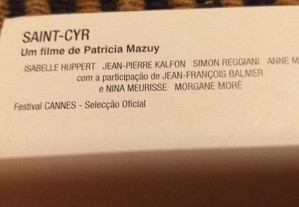 SAINT-CYR
Um filme de Patricia Mazuy
ISABELLE HUPPERT JEAN-PIERRE KALFON SIMON REGGIANI ANNE M
com a participação de JEAN-FRANÇOIS BALMER
e NINA MEURISSE MORGANE MORÉ
Festival CANNES - Selecção Oficial